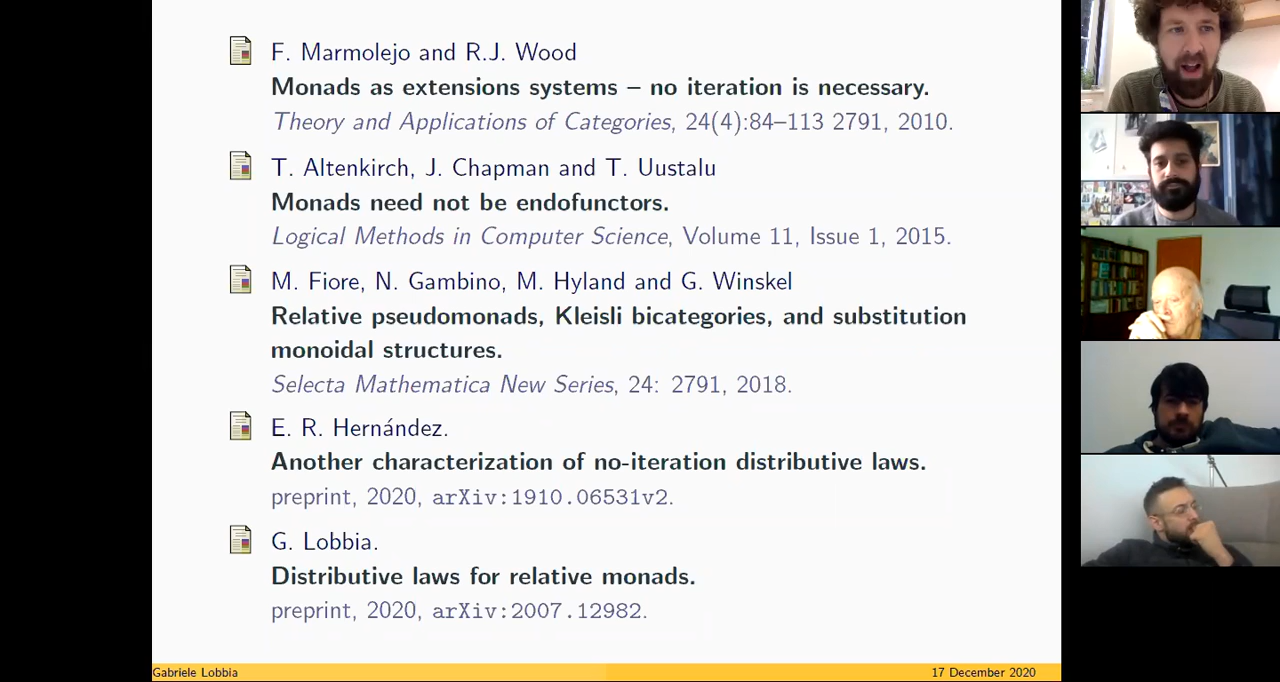 F. Marmolejo and R.J. Wood
Monads as extensions systems – no iteration is necessary.
Theory and Applications of Categories, 24(4):84–113 2791, 2010.
T. Altenkirch, J. Chapman and T. Uustalu
Monads need not be endofunctors.
Logical Methods in Computer Science, Volume 11, Issue 1, 2015.
M. Fiore, N. Gambino, M. Hyland and G. Winskel
Relative pseudomonads, Kleisli bicategories, and substitution
monoidal structures.
Selecta Mathematica New Series, 24: 2791, 2018.
E. R. Hernández.
Another characterization of no-iteration distributive laws.
preprint, 2020, arXiv:1910.06531v2.
G. Lobbia.
Distributive laws for relative monads.
preprint, 2020, arXiv:2007.12982.
Gabriele Lobbia
17 December 2020